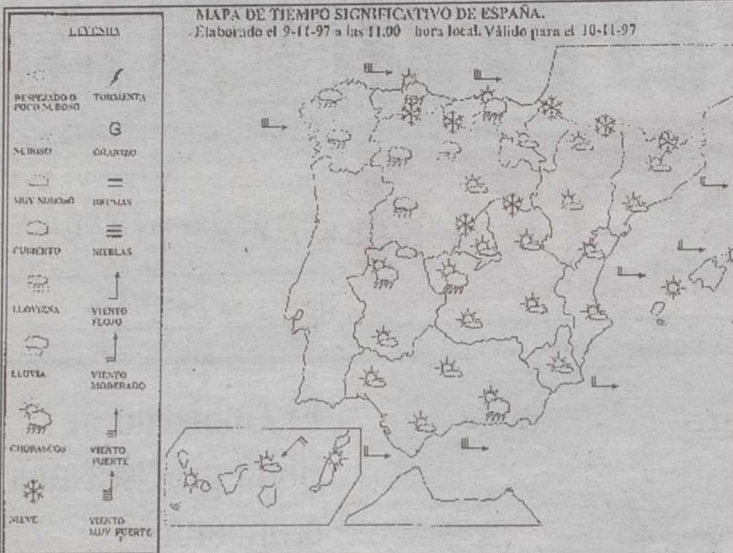 MAPA DE TIEMPO SIGNIFICATIVO DE ESPAÑA.
Elaborado el 9-11-97 a las 11.00 hora local. Válido para el 10-11-97
LEYENDA
DESPEJADO O
POCO NUBOSO
TORMENTA
NUBOSO
G
GRANIZO
MUY NUBOSO
BRUMAS
CUBIERTO
NIEBLAS
LLOVIZNA
VIENTO
FLOJO
LLUVIA
VIENTO
MODERADO
CHUBASCOS
VIENTO
FUERTE
NIEVE
VIENTO
MUY FUERTE